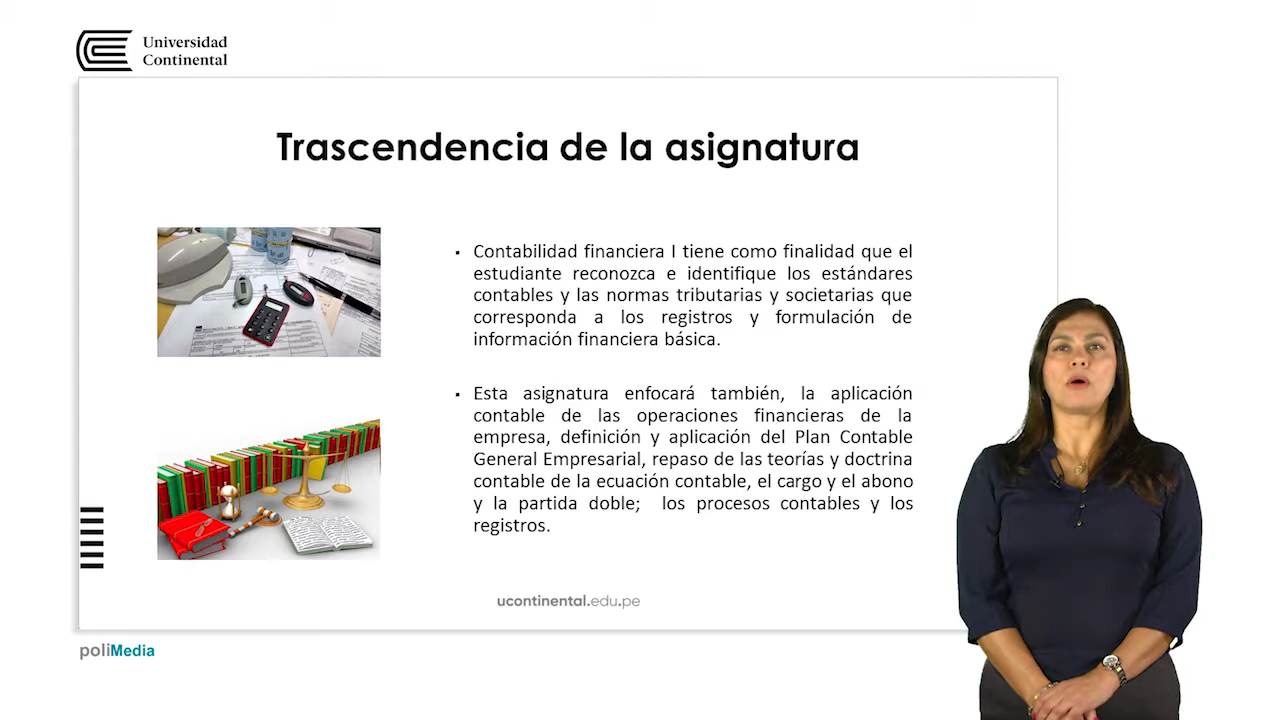 Universidad
Continental
Trascendencia de la asignatura
▪ Contabilidad financiera I tiene como finalidad que el
estudiante reconozca e identifique los estándares
contables y las normas tributarias y societarias que
corresponda a los registros y formulación de
información financiera básica.
▪ Esta asignatura enfocará también, la aplicación
contable de las operaciones financieras de la
empresa, definición y aplicación del Plan Contable
General Empresarial, repaso de las teorías y doctrina
contable de la ecuación contable, el cargo y el abono
y la partida doble; los procesos contables y los
registros.
ucontinental.edu.pe
poliMedia